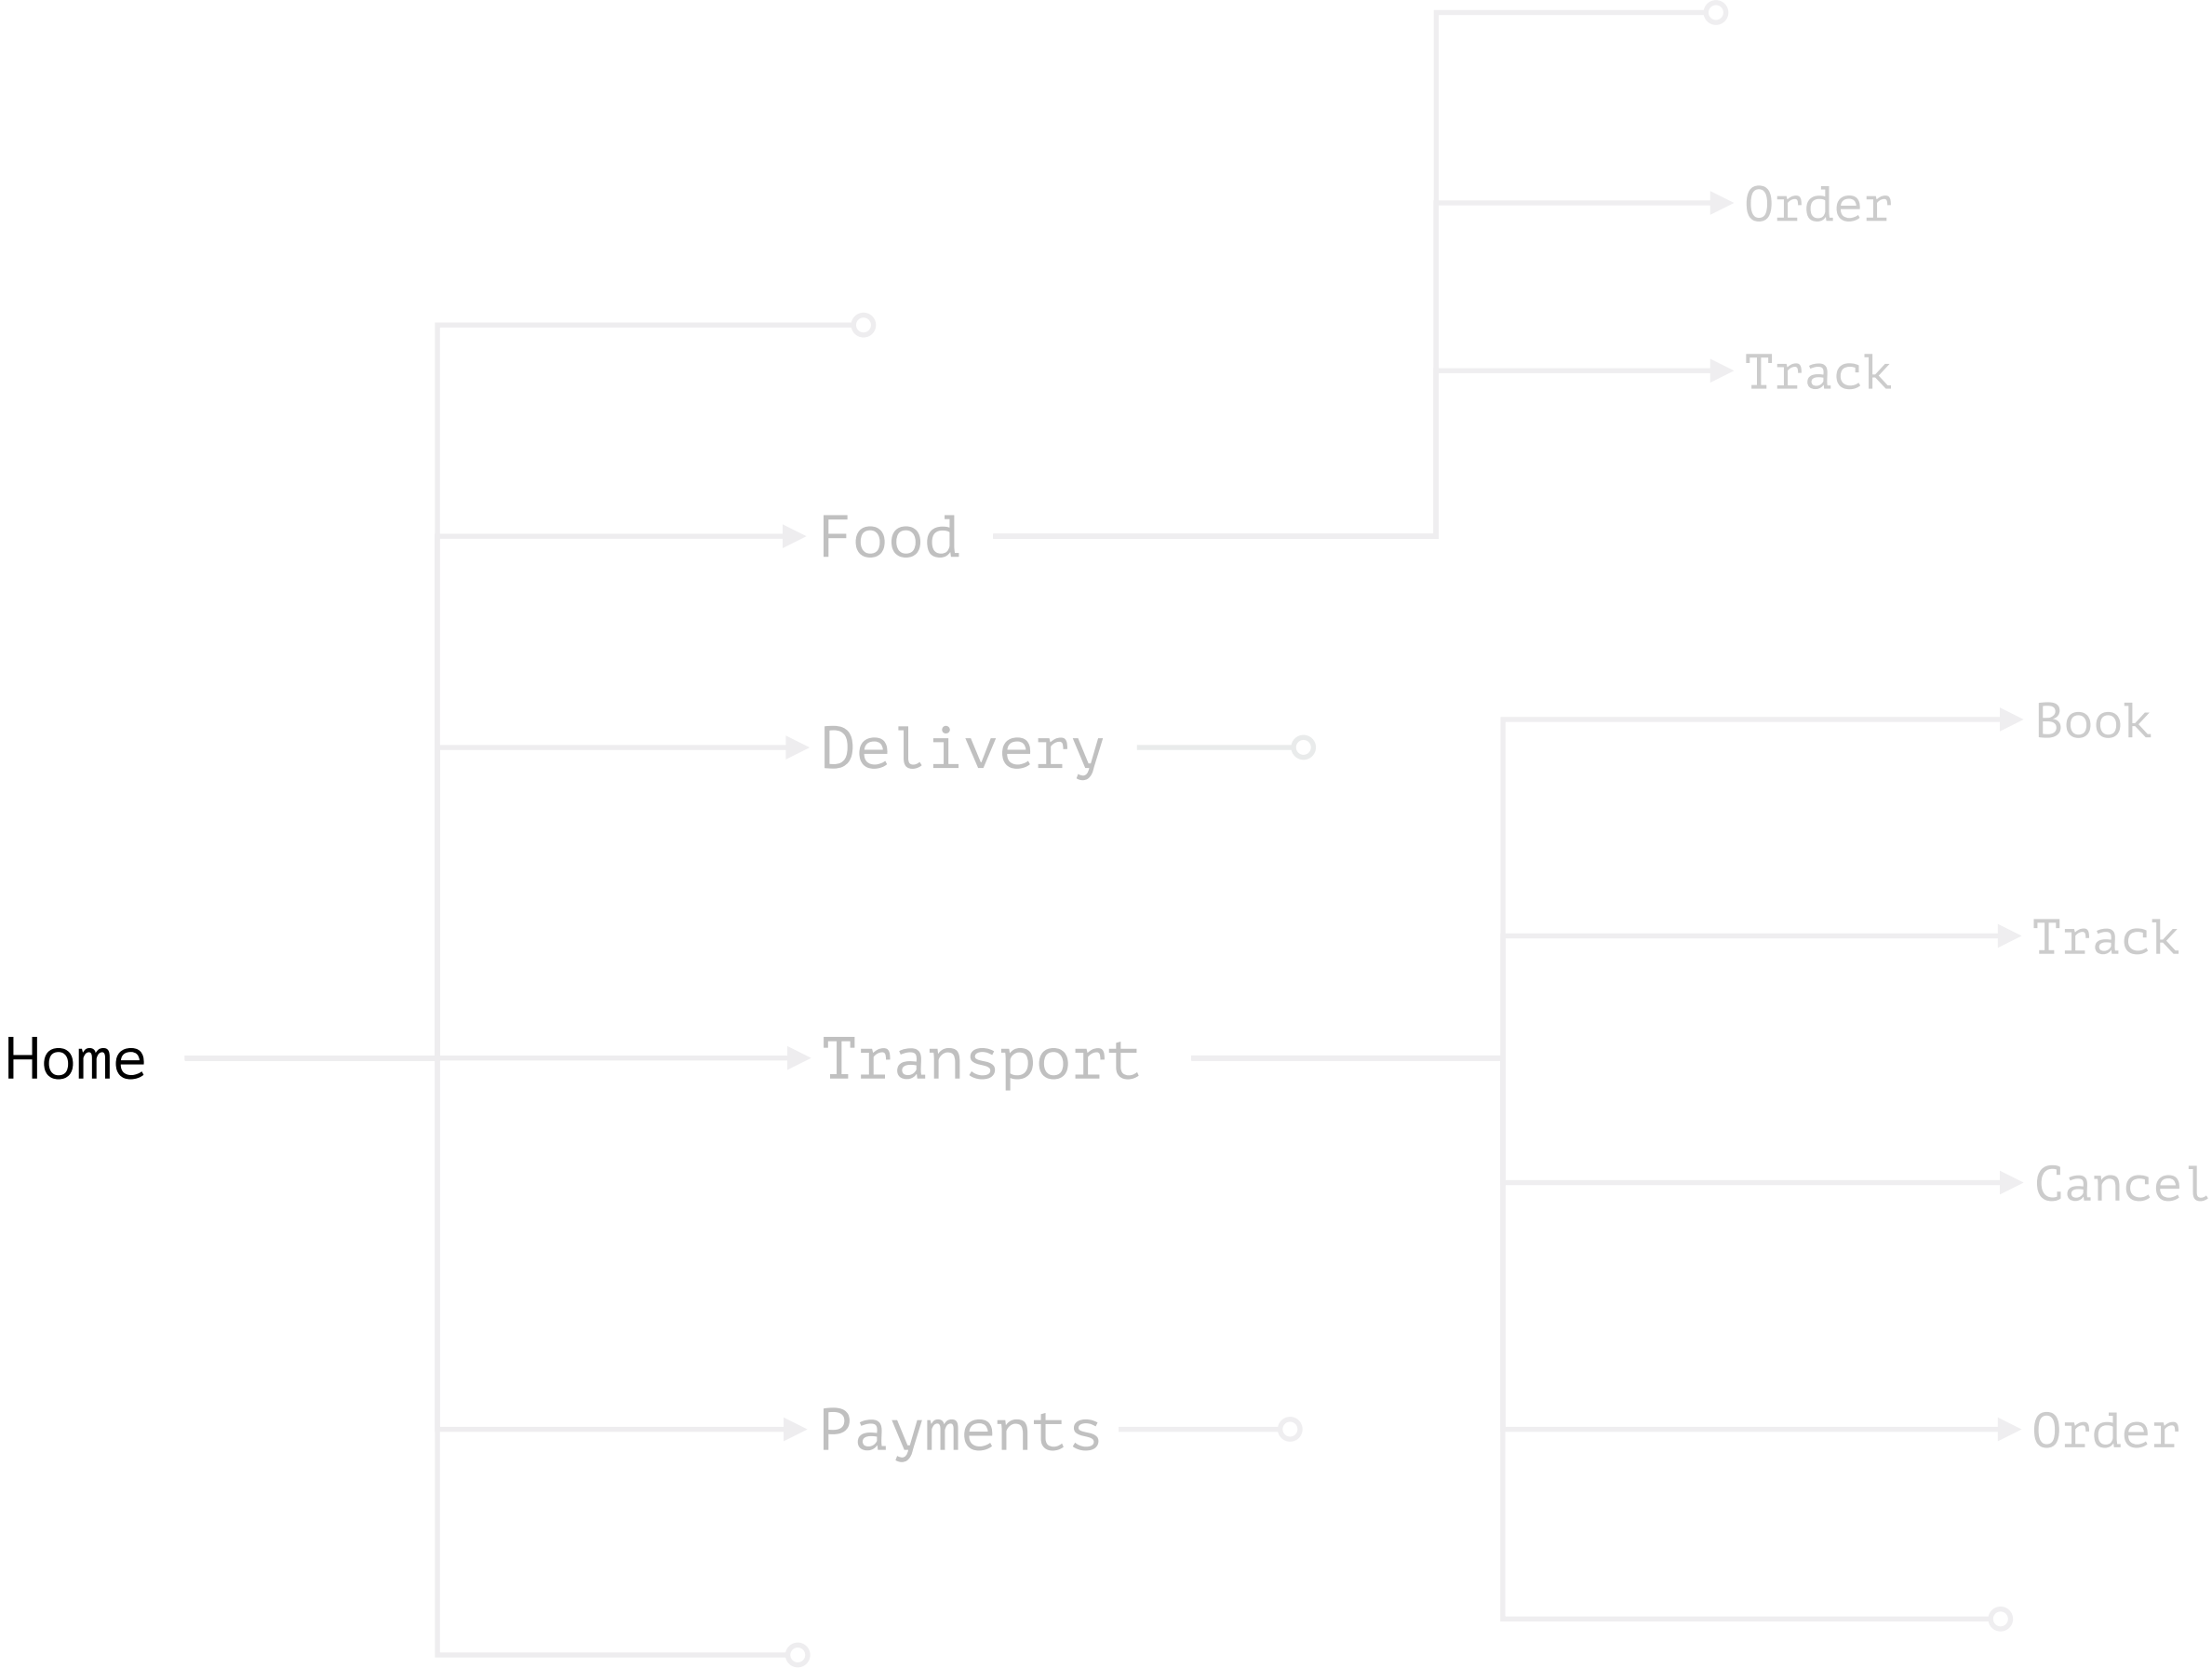 Order
Track
Food
Delivery
Book
Track
Home
Transport
Cancel
Payments
Order